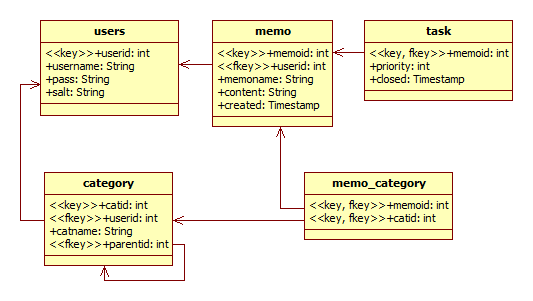 users
<<key>>+userid: int
+username: String
+pass: String
+salt: String
memo
<<key>>+memoid: int
<<fkey>>+userid: int
+memoname: String
+content: String
+created: Timestamp
task
<<key, fkey>>+memoid: int
+priority: int
+closed: Timestamp
category
<<key>>+catid: int
<<fkey>>+userid: int
+catname: String
<<fkey>>+parentid: int
memo_category
<<key, fkey>>+memoid: int
<<key, fkey>>+catid: int